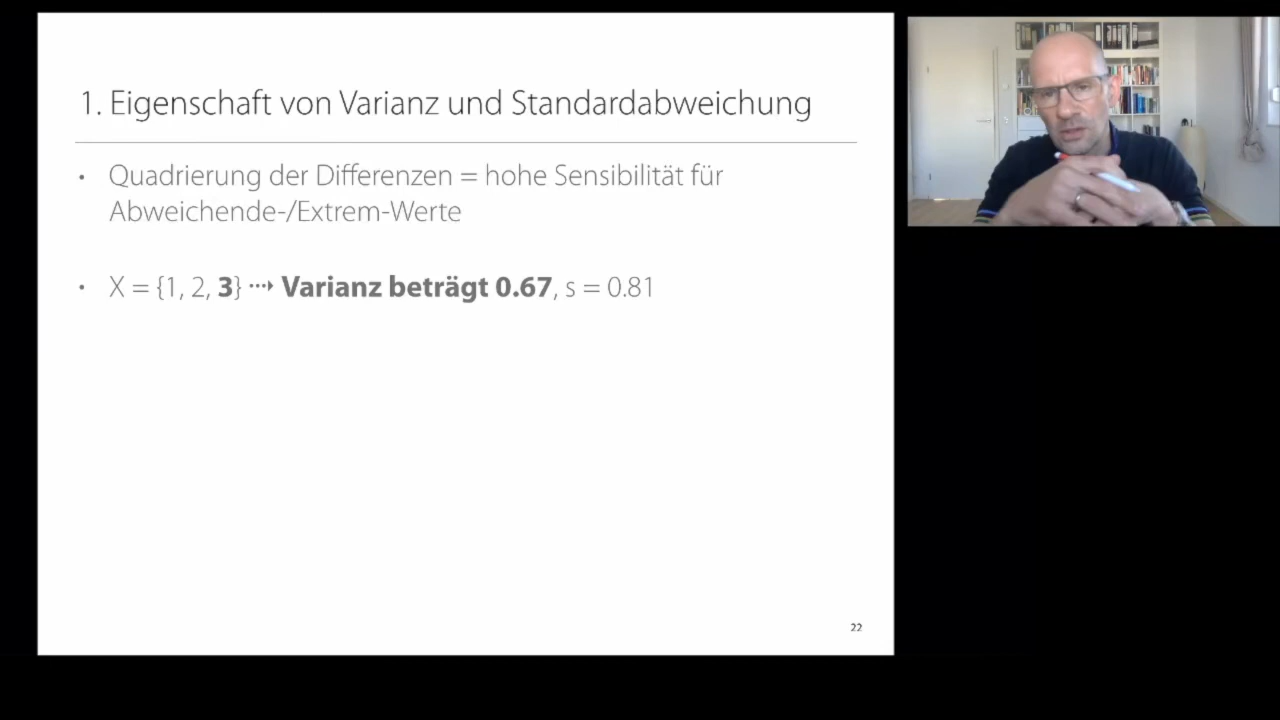 1. Eigenschaft von Varianz und Standardabweichung
• Quadrierung der Differenzen = hohe Sensibilität für
Abweichende-/Extrem-Werte
• X = {1, 2, 3} ⇢ Varianz beträgt 0.67, s = 0.81
22